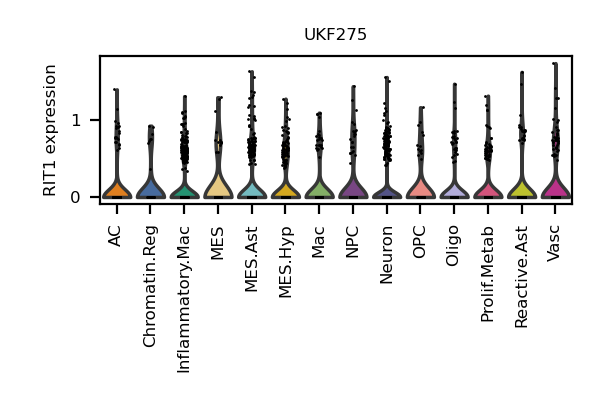 UKF275
RIT1 expression
1
0
AC
Chromatin.Reg
Inflammatory.Mac
MES
MES.Ast
MES.Hyp
Mac
NPC
Neuron
OPC
Oligo
Prolif.Metab
Reactive.Ast
Vasc